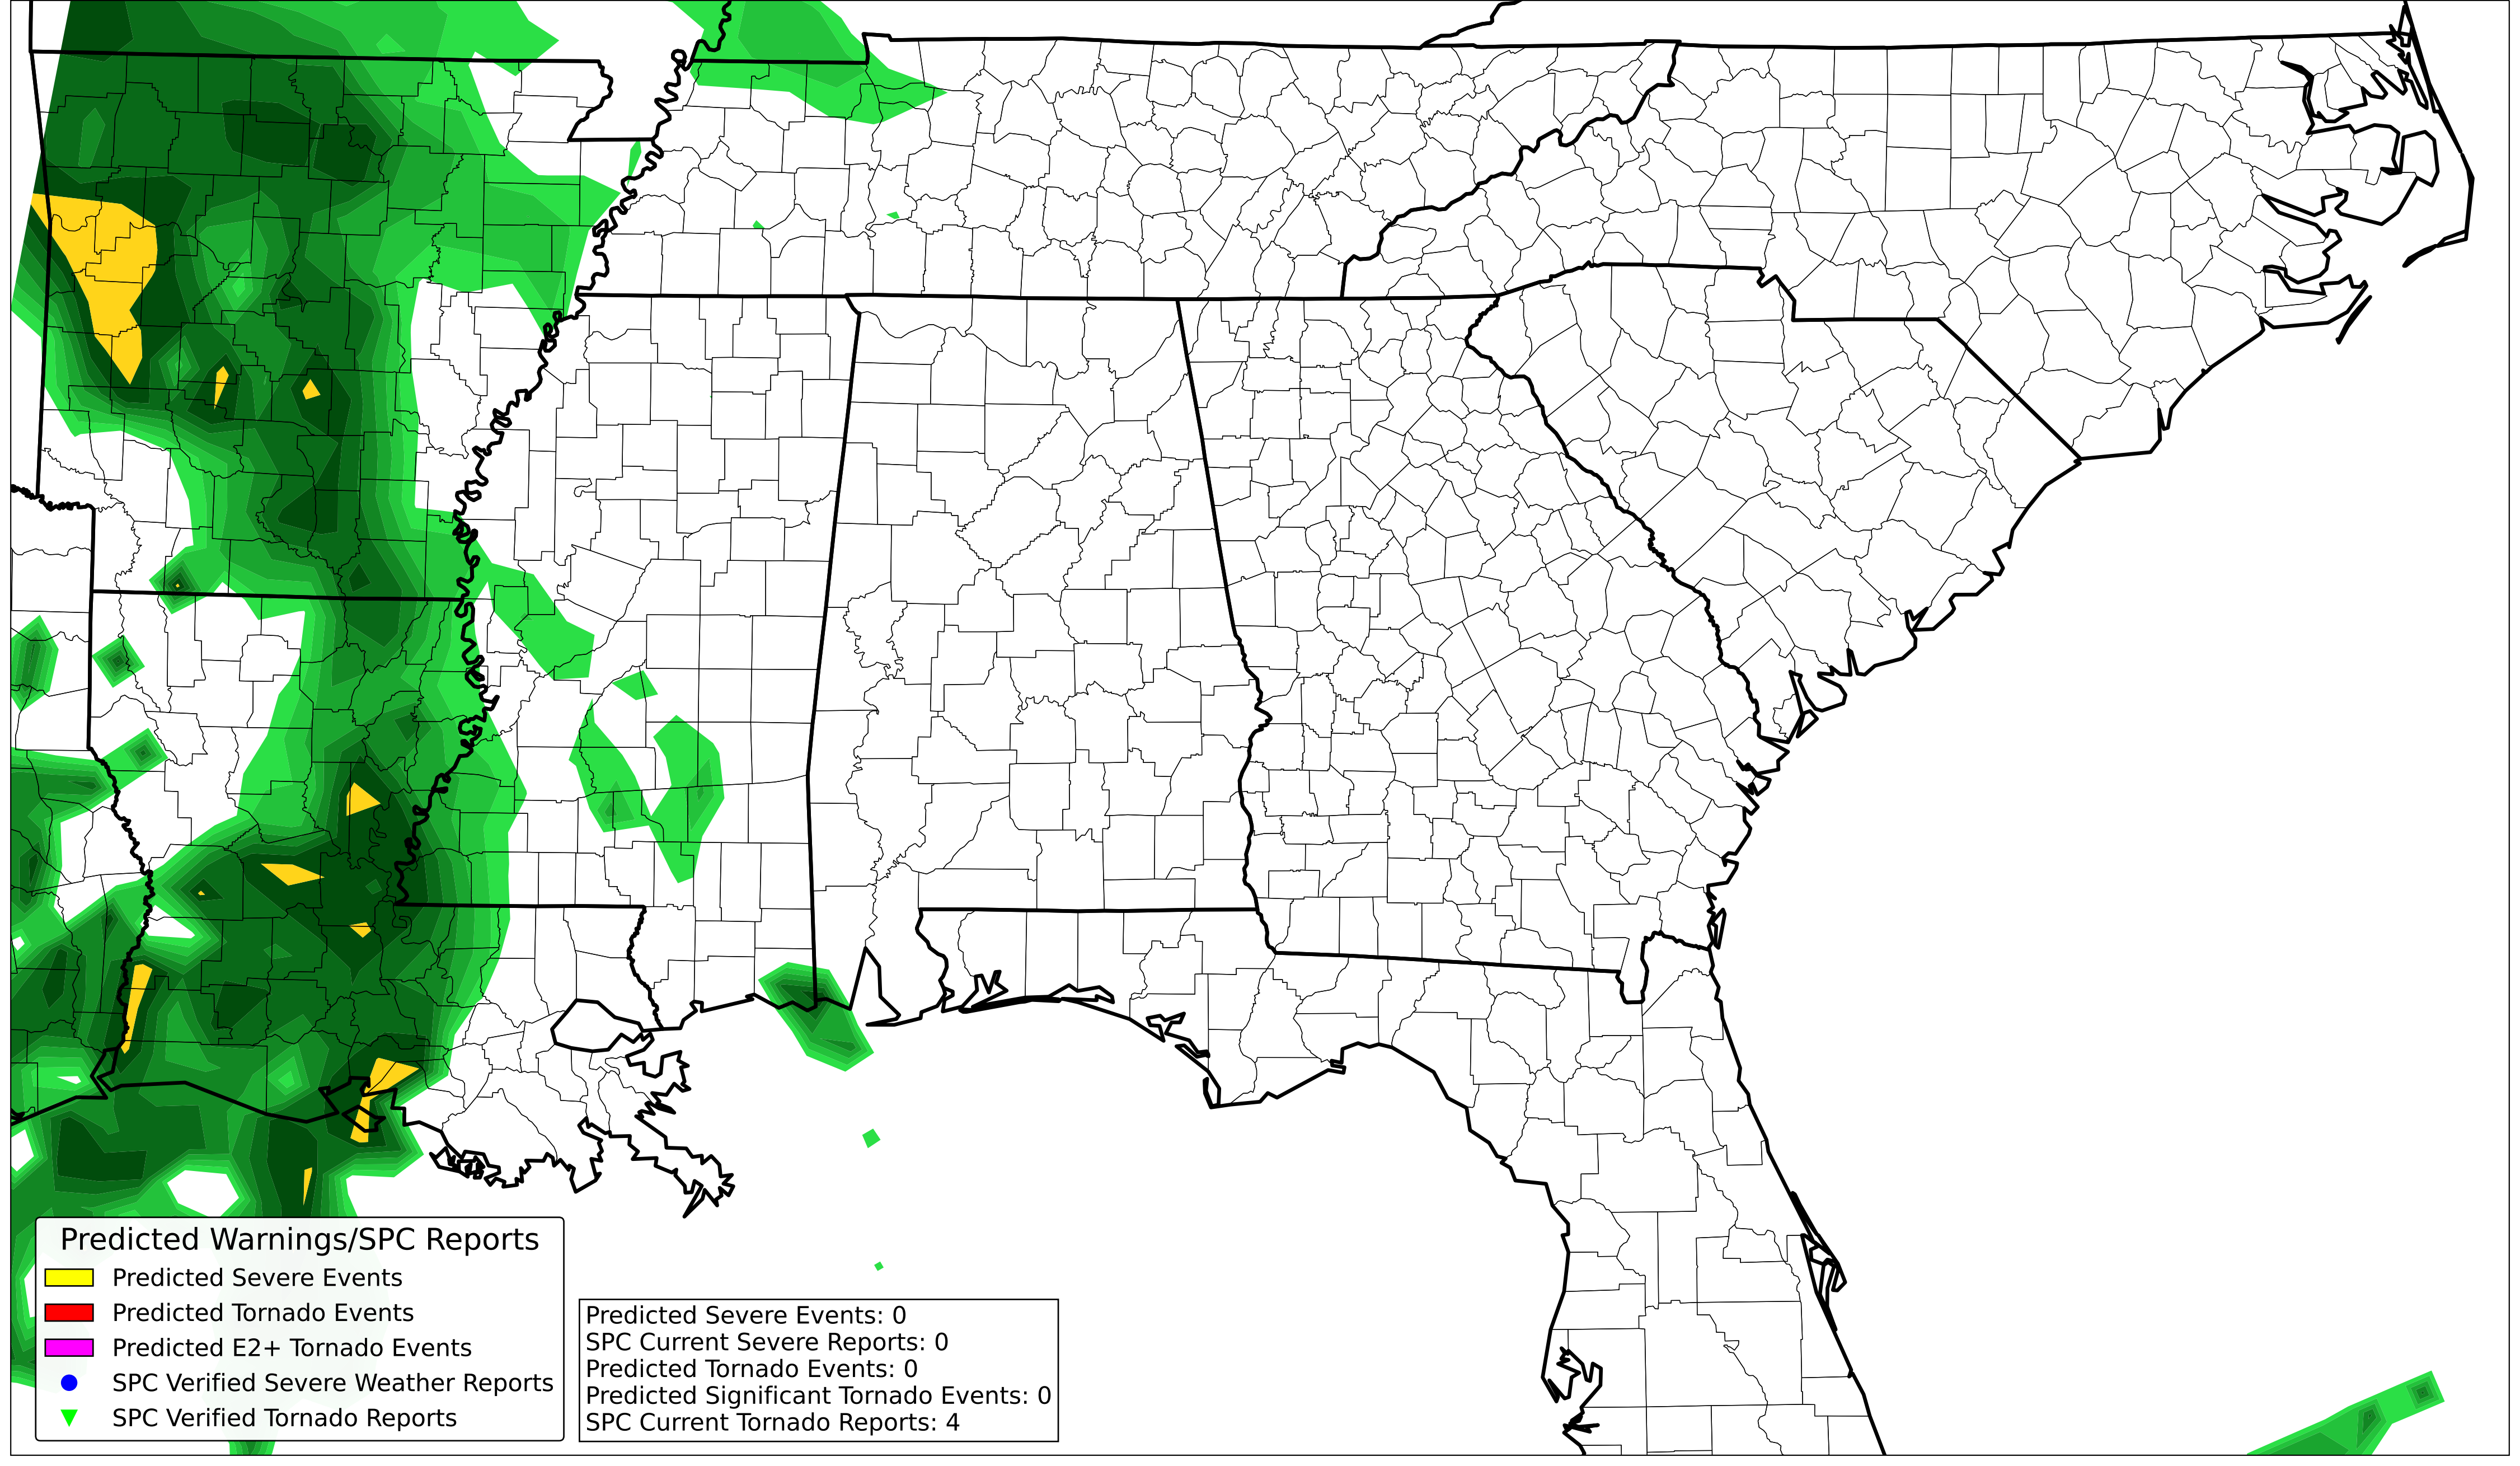 Predicted Warnings/SPC Reports
Predicted Severe Events
Predicted Tornado Events
Predicted E2+ Tornado Events
SPC Verified Severe Weather Reports
SPC Verified Tornado Reports
Predicted Severe Events: 0
SPC Current Severe Reports: 0
Predicted Tornado Events: 0
Predicted Significant Tornado Events: 0
SPC Current Tornado Reports: 4